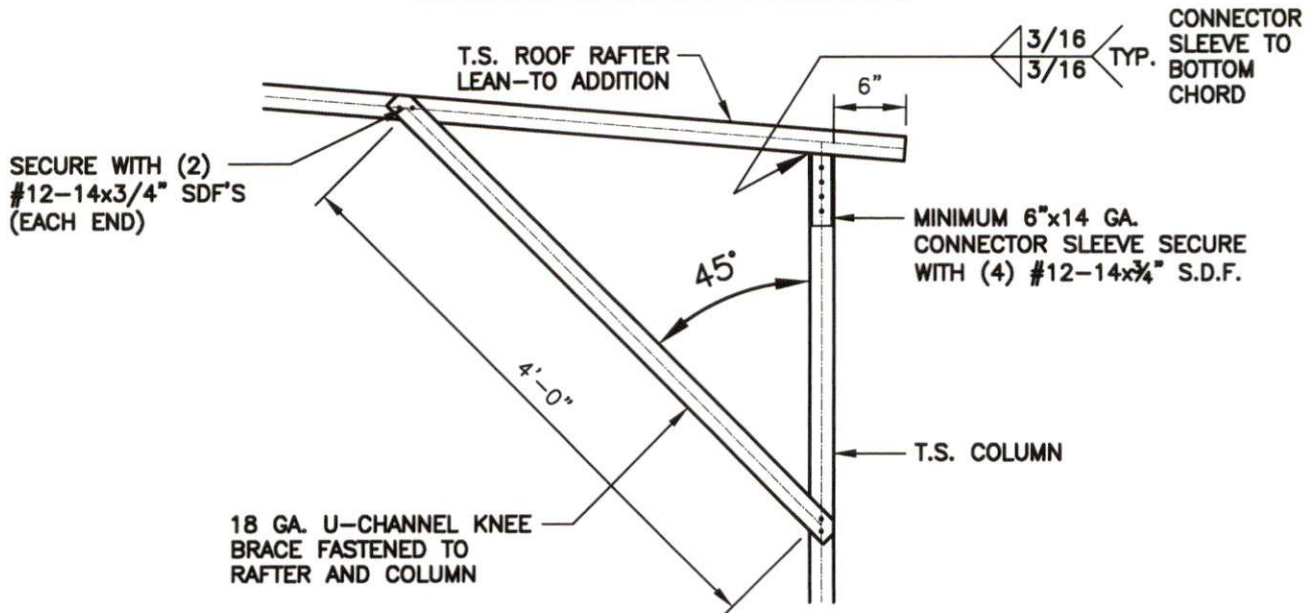 CONNECTOR
SLEEVE TO
BOTTOM
CHORD
3/16
3/16
TYP.
T.S. ROOF RAFTER
LEAN-TO ADDITION
6"
SECURE WITH (2)
#12-14x3/4" SDF'S
(EACH END)
MINIMUM 6"x14 GA.
CONNECTOR SLEEVE SECURE
WITH (4) #12-14x¾" S.D.F.
45°
4'-0"
T.S. COLUMN
18 GA. U-CHANNEL KNEE
BRACE FASTENED TO
RAFTER AND COLUMN